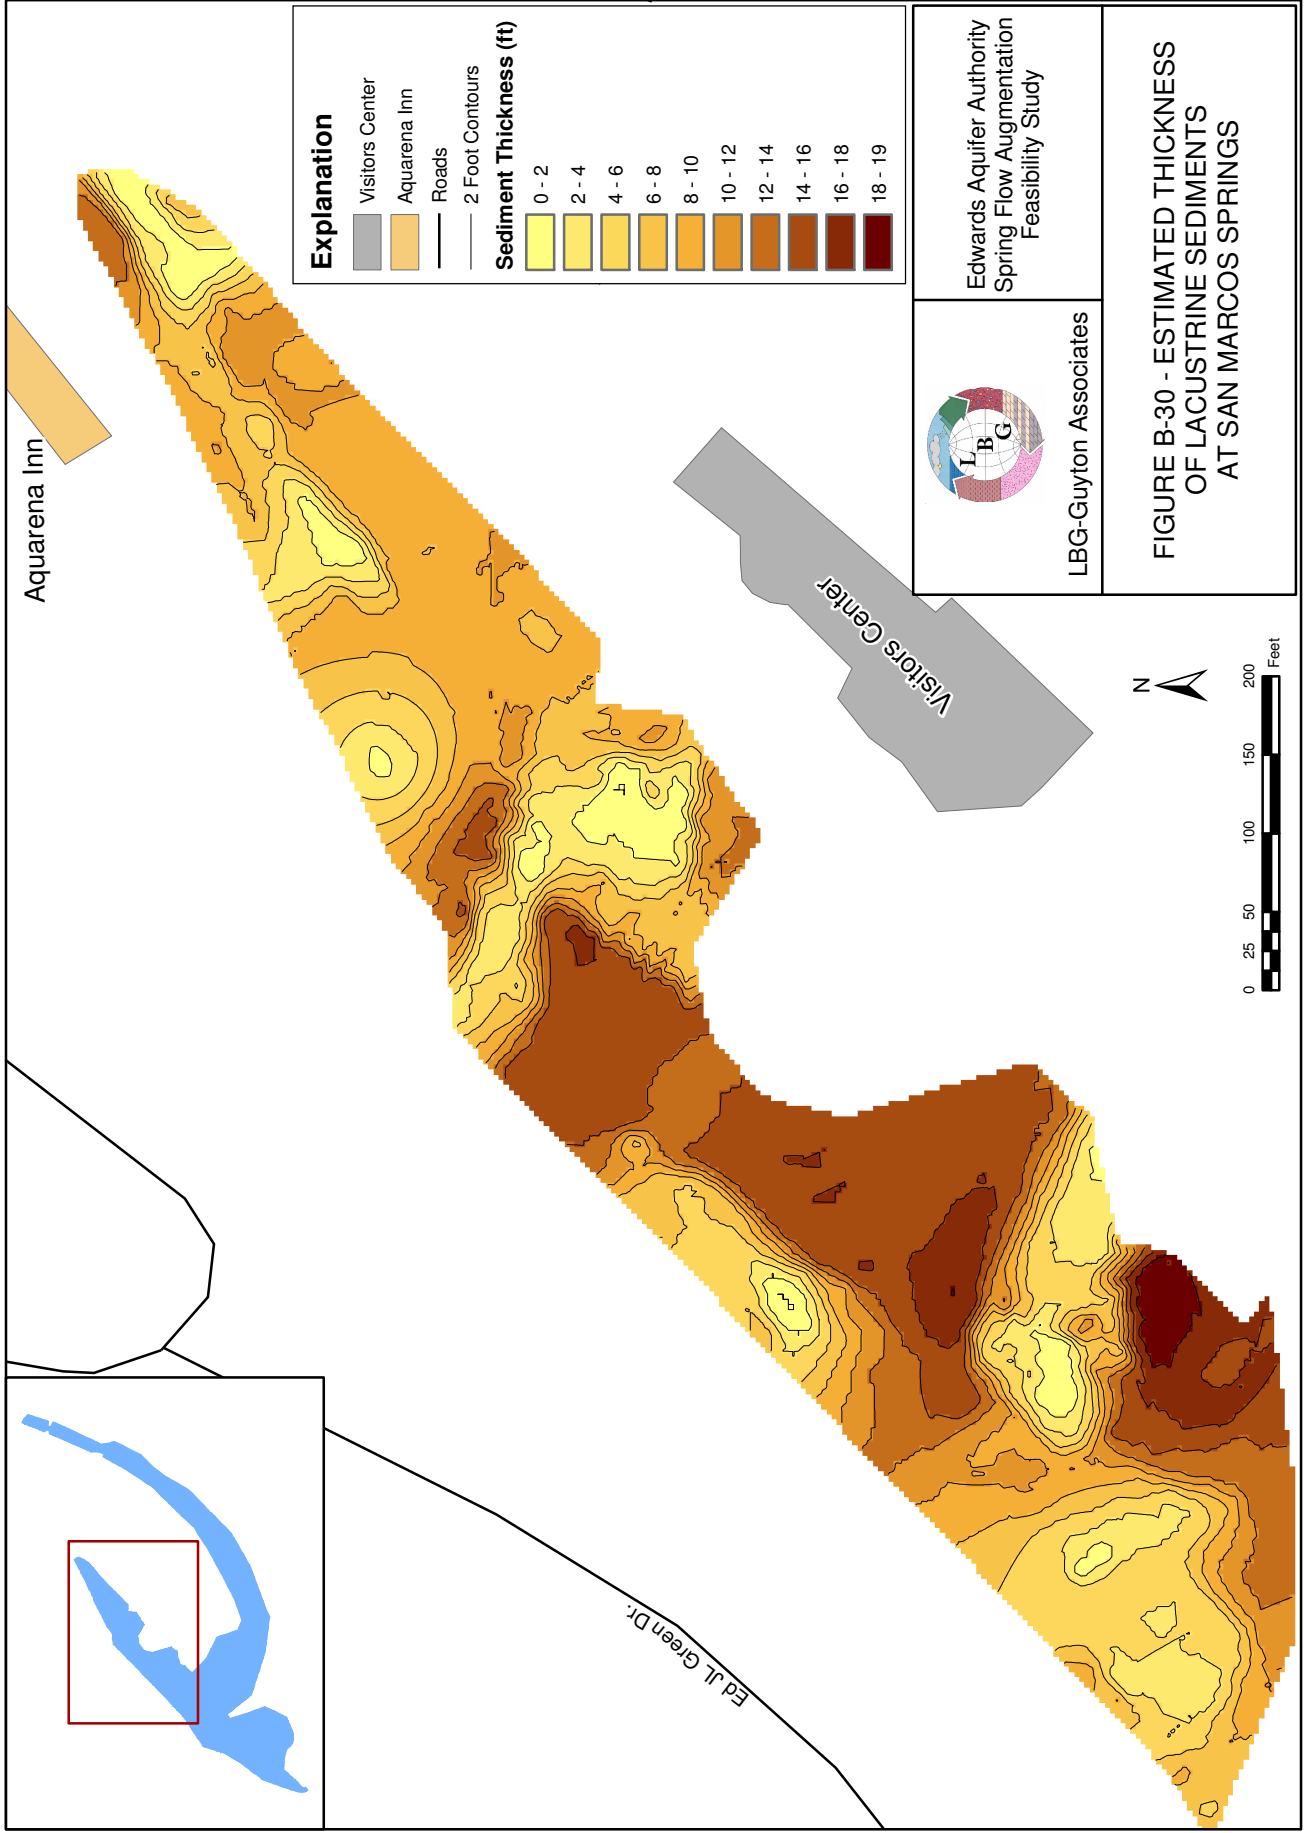 Aquarena Inn
Explanation
Visitors Center
Aquarena Inn
Roads
2 Foot Contours
Sediment Thickness (ft)
0 - 2
2 - 4
4 - 6
6 - 8
8 - 10
10 - 12
12 - 14
14 - 16
16 - 18
18 - 19
Visitors Center
Ed JL Green Dr.
N
0 25 50 100 150 200
Feet
L
B
G
LBG-Guyton Associates
Edwards Aquifer Authority
Spring Flow Augmentation
Feasibility Study
FIGURE B-30 - ESTIMATED THICKNESS
OF LACUSTRINE SEDIMENTS
AT SAN MARCOS SPRINGS